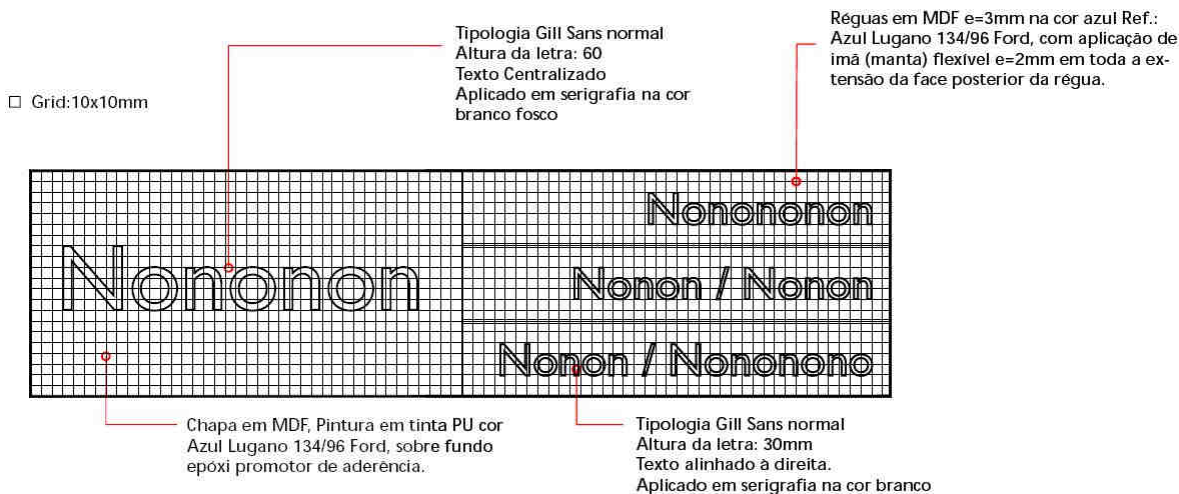 Tipologia Gill Sans normal
Altura da letra: 60
Texto Centralizado
Aplicado em serigrafia na cor
branco fosco
Réguas em MDF e=3mm na cor azul Ref.:
Azul Lugano 134/96 Ford, com aplicação de
imã (manta) flexível e=2mm em toda a ex-
tensão da face posterior da régua.
Grid:10x10mm
Nononon
Nonononon
Nonon / Nonon
Nonon / Nononono
Chapa em MDF, Pintura em tinta PU cor
Azul Lugano 134/96 Ford, sobre fundo
epóxi promotor de aderência.
Tipologia Gill Sans normal
Altura da letra: 30mm
Texto alinhado à direita.
Aplicado em serigrafia na cor branco